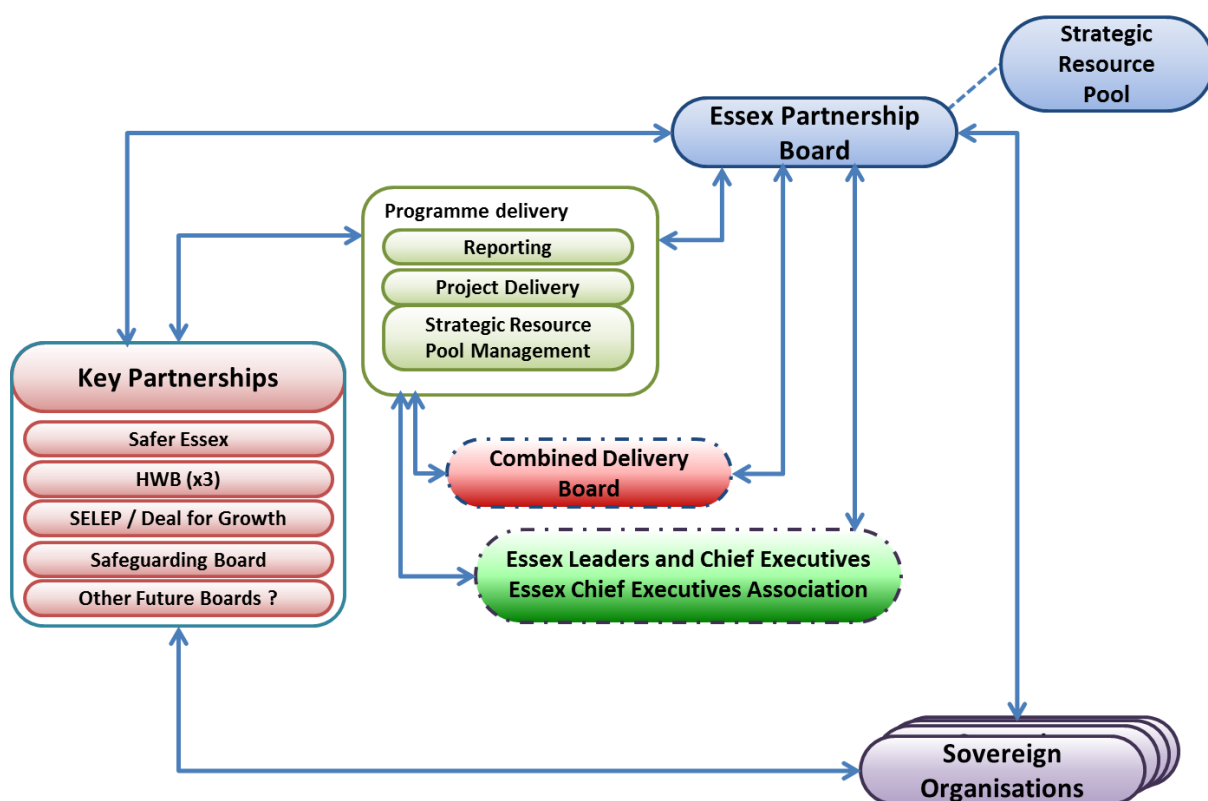 Strategic
Resource
Pool
Essex Partnership
Board
Programme delivery
Reporting
Project Delivery
Strategic Resource
Pool Management
Key Partnerships
Safer Essex
HWB (x3)
SELEP / Deal for Growth
Safeguarding Board
Other Future Boards ?
Combined Delivery
Board
Essex Leaders and Chief Executives
Essex Chief Executives Association
Sovereign
Organisations